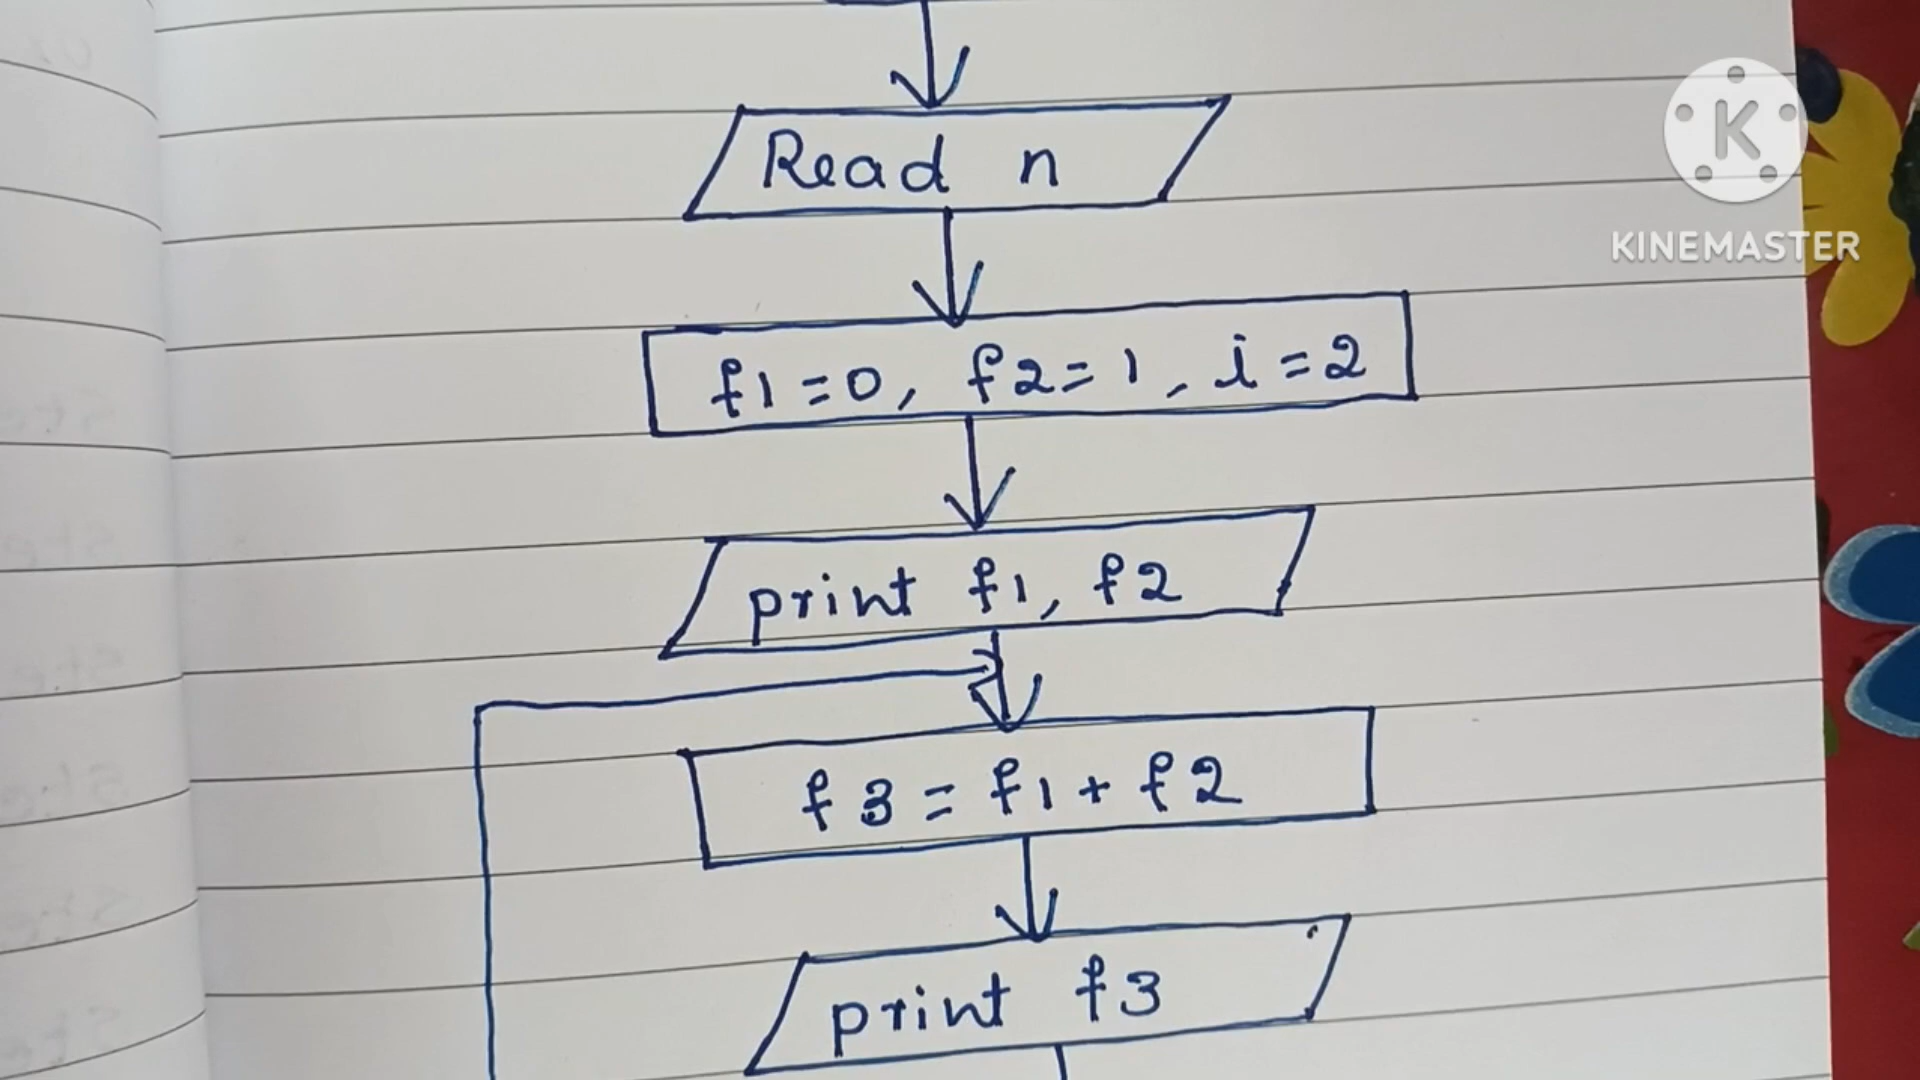 Read n
KINEMASTER
f1=0, f2=1, i=2
print f1, f2
f3=f1+f2
print f3